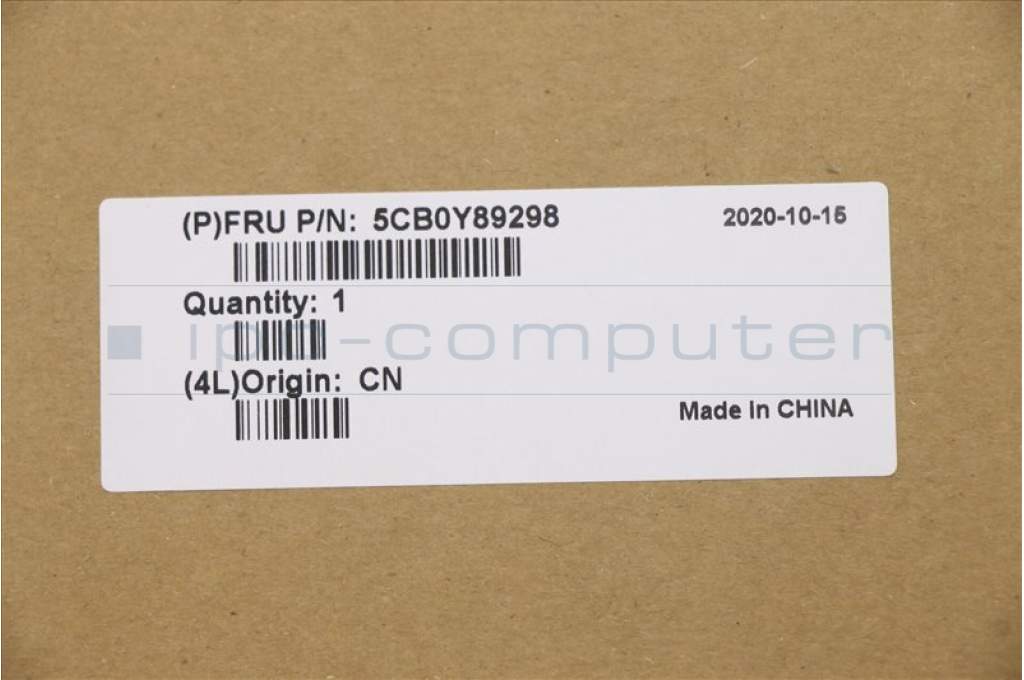 (P)FRU P/N: 5CB0Y89298
2020-10-15
Quantity: 1
ipc-computer
(4L)Origin: CN
Made in CHINA